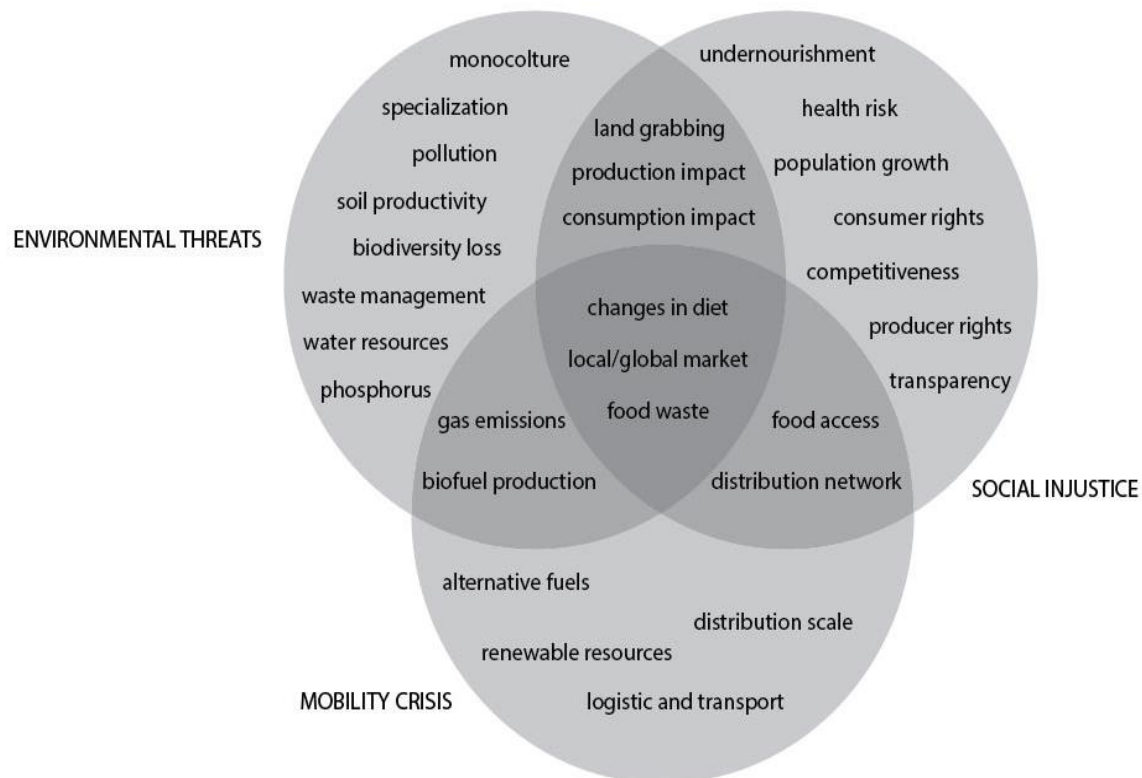 monocolture
undernourishment
specialization
health risk
land grabbing
pollution
production impact
population growth
soil productivity
consumption impact
consumer rights
ENVIRONMENTAL THREATS
biodiversity loss
competitiveness
waste management
changes in diet
producer rights
water resources
local/global market
transparency
phosphorus
food waste
gas emissions
food access
biofuel production
distribution network
SOCIAL INJUSTICE
alternative fuels
distribution scale
renewable resources
MOBILITY CRISIS
logistic and transport